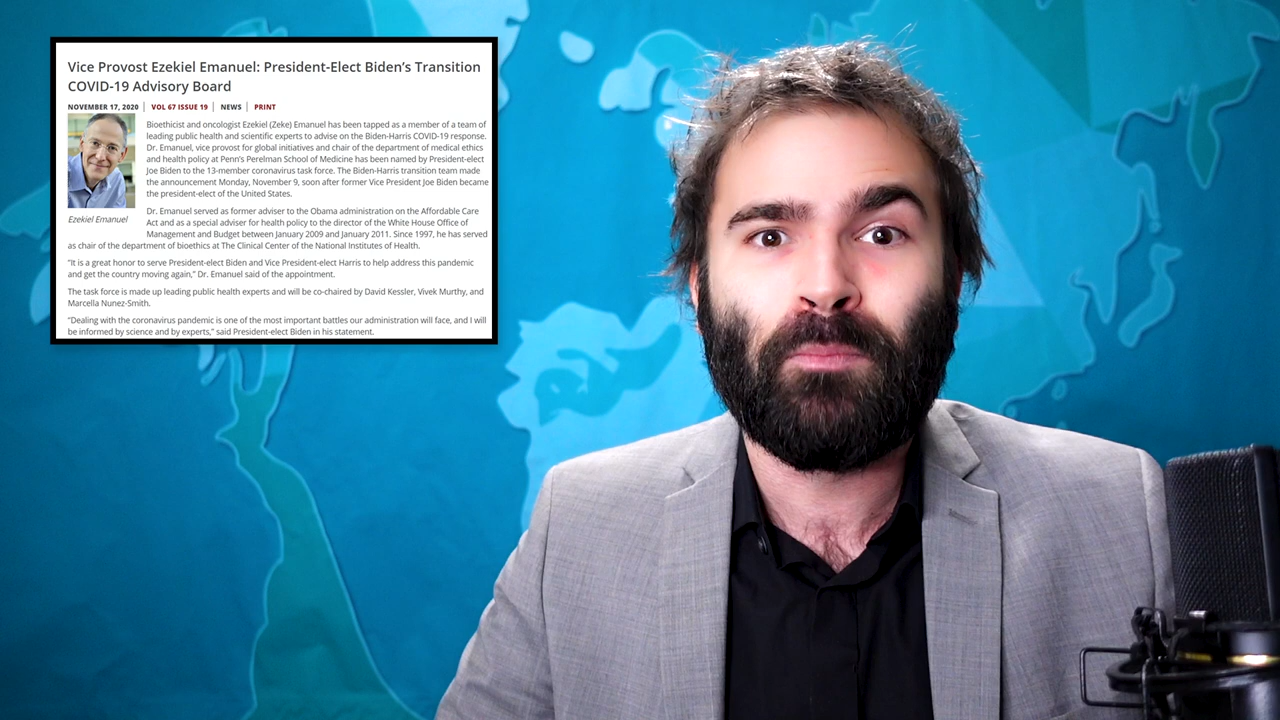 Vice Provost Ezekiel Emanuel: President-Elect Biden’s Transition
COVID-19 Advisory Board
NOVEMBER 17, 2020 | VOL 67 ISSUE 19 | NEWS | PRINT
Bioethicist and oncologist Ezekiel (Zeke) Emanuel has been tapped as a member of a team of
leading public health and scientific experts to advise on the Biden-Harris COVID-19 response.
Dr. Emanuel, vice provost for global initiatives and chair of the department of medical ethics
and health policy at Penn’s Perelman School of Medicine has been named by President-elect
Joe Biden to the 13-member coronavirus task force. The Biden-Harris transition team made
the announcement Monday, November 9, soon after former Vice President Joe Biden became
the president-elect of the United States.
Ezekiel Emanuel
Dr. Emanuel served as former adviser to the Obama administration on the Affordable Care
Act and as a special adviser for health policy to the director of the White House Office of
Management and Budget between January 2009 and January 2011. Since 1997, he has served
as chair of the department of bioethics at The Clinical Center of the National Institutes of Health.
“It is a great honor to serve President-elect Biden and Vice President-elect Harris to help address this pandemic
and get the country moving again,” Dr. Emanuel said of the appointment.
The task force is made up leading public health experts and will be co-chaired by David Kessler, Vivek Murthy, and
Marcella Nunez-Smith.
“Dealing with the coronavirus pandemic is one of the most important battles our administration will face, and I will
be informed by science and by experts,” said President-elect Biden in his statement.